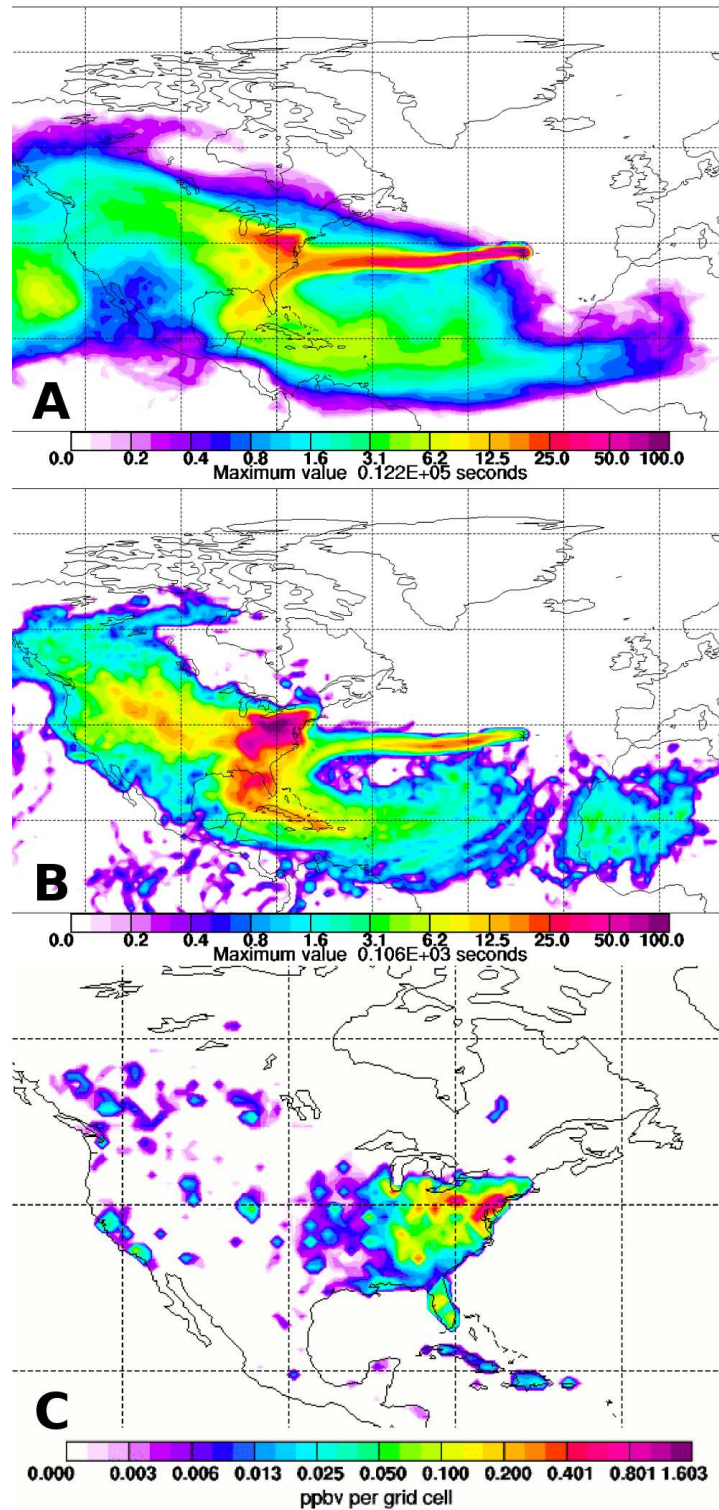 A
0.0 0.2 0.4 0.8 1.6 3.1 6.2 12.5 25.0 50.0 100.0
Maximum value 0.122E+05 seconds
B
0.0 0.2 0.4 0.8 1.6 3.1 6.2 12.5 25.0 50.0 100.0
Maximum value 0.106E+03 seconds
C
0.000 0.003 0.006 0.013 0.025 0.050 0.100 0.200 0.401 0.801 1.603
ppbv per grid cell